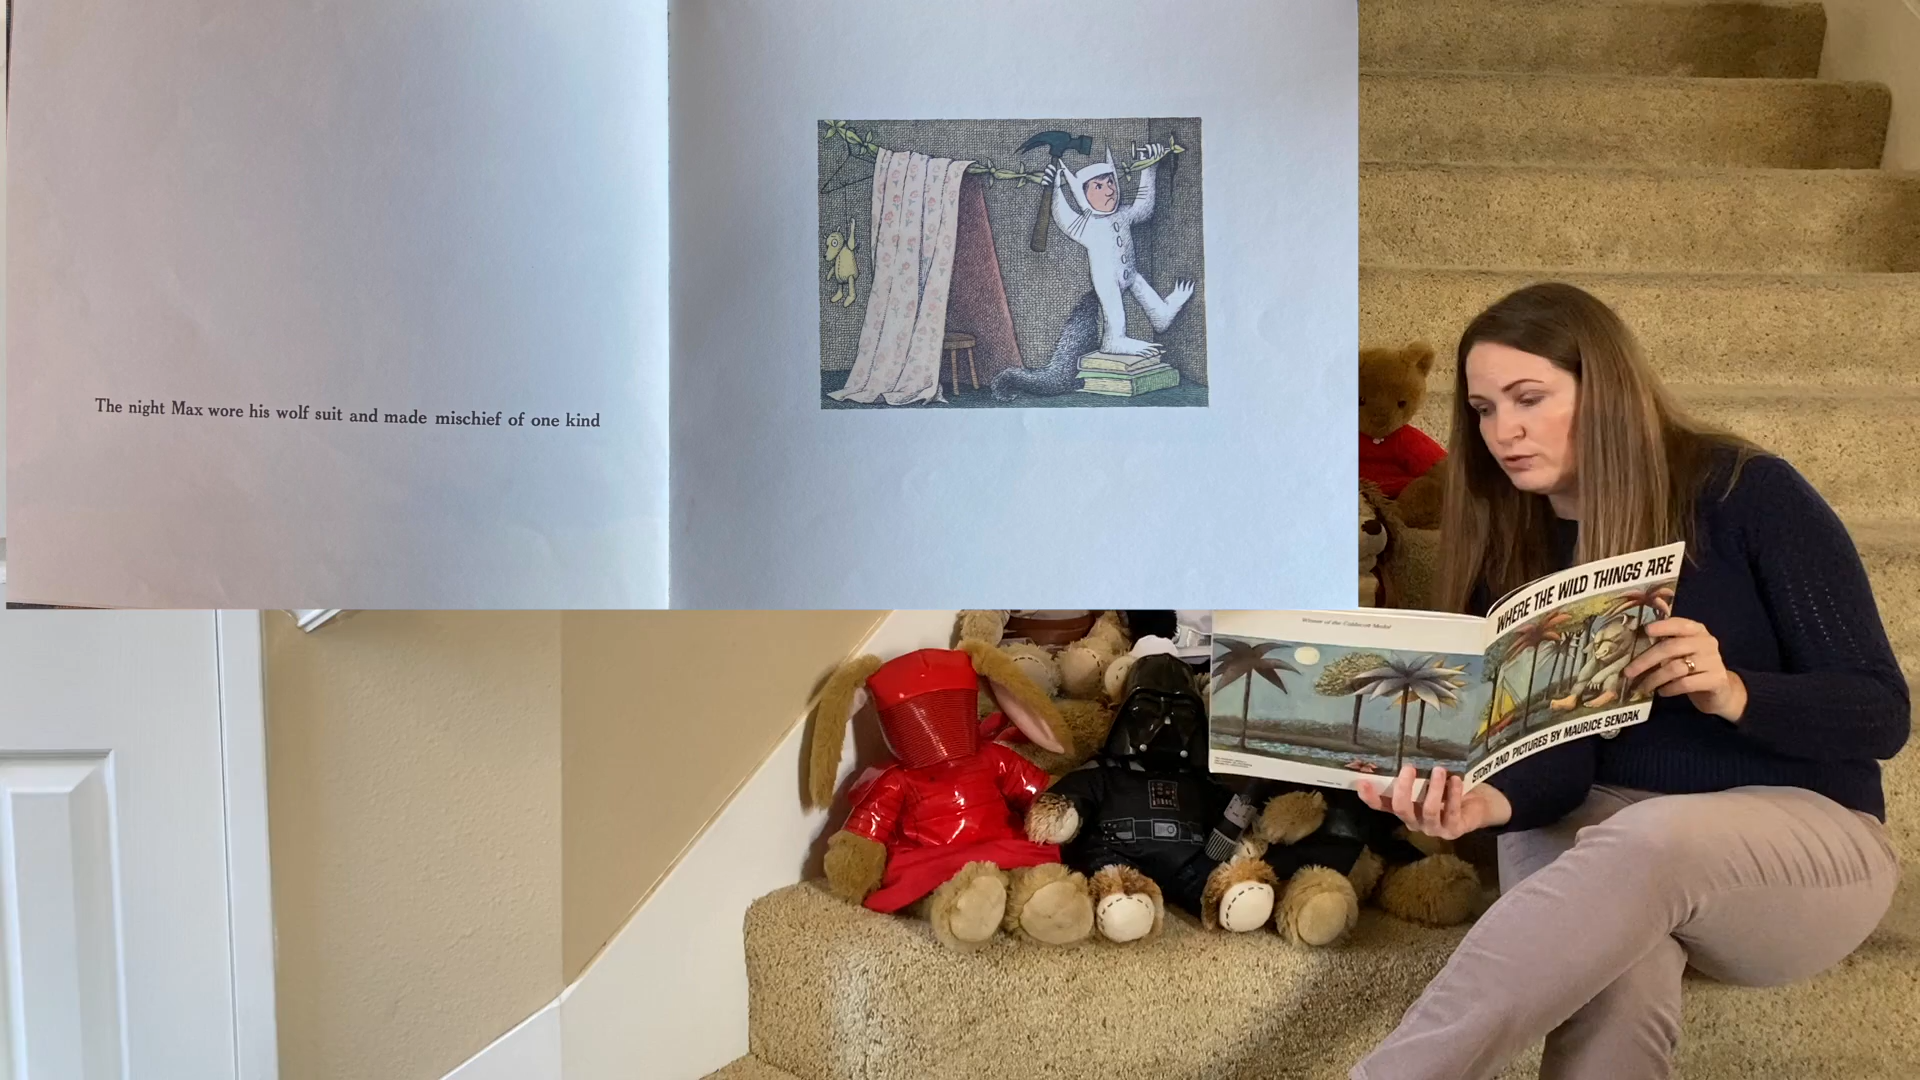 The night Max wore his wolf suit and made mischief of one kind
Winner of the Caldecott Medal
WHERE THE WILD THINGS ARE
STORY AND PICTURES BY MAURICE SENDAK